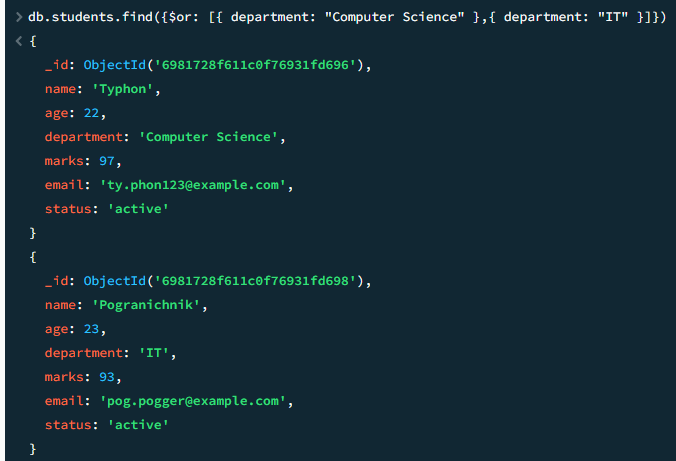 > db.students.find({$or: [{ department: "Computer Science" },{ department: "IT" }]})
< {
_id: ObjectId('6981728f611c0f76931fd696'),
name: 'Typhon',
age: 22,
department: 'Computer Science',
marks: 97,
email: 'ty.phon123@example.com',
status: 'active'
}
{
_id: ObjectId('6981728f611c0f76931fd698'),
name: 'Pogranichnik',
age: 23,
department: 'IT',
marks: 93,
email: 'pog.pogger@example.com',
status: 'active'
}